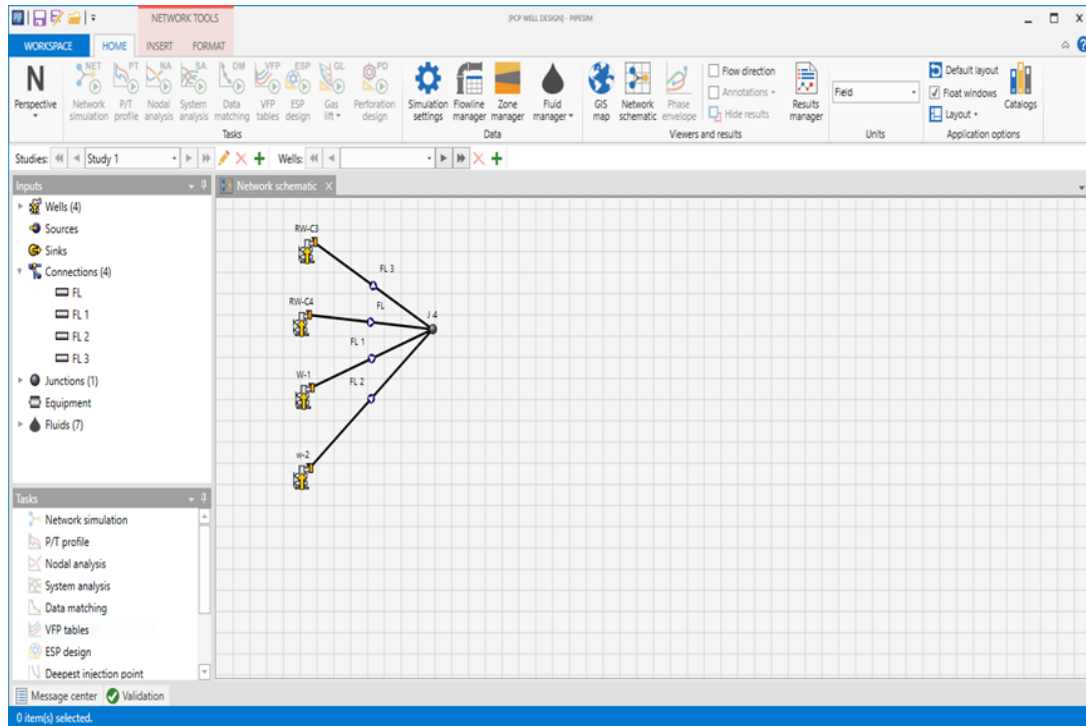 PIP NETWORK TOOLS [PCP WELL DESIGN] - PIPESIM
WORKSPACE HOME INSERT FORMAT
N NET PT NA SA DM VFP ESP GL PD
Perspective Network simulation P/T profile Nodal analysis System analysis Data matching VFP tables ESP design Gas lift Perforation design
Tasks
Simulation settings Flowline manager Zone manager Fluid manager
Data
GIS map Network schematic Phase envelope
Flow direction
Annotations
Hide results
Results manager
Viewers and results
Field
Units
Default layout
Float windows
Layout
Catalogs
Application options
Studies: Study 1 Wells:
Inputs
Wells (4)
Sources
Sinks
Connections (4)
FL
FL 1
FL 2
FL 3
Junctions (1)
Equipment
Fluids (7)
Network schematic
RW-C3
FL 3
RW-C4
FL
J-4
FL 1
W-1
FL 2
w-2
Tasks
Network simulation
P/T profile
Nodal analysis
System analysis
Data matching
VFP tables
ESP design
Deepest injection point
Message center Validation
0 item(s) selected.